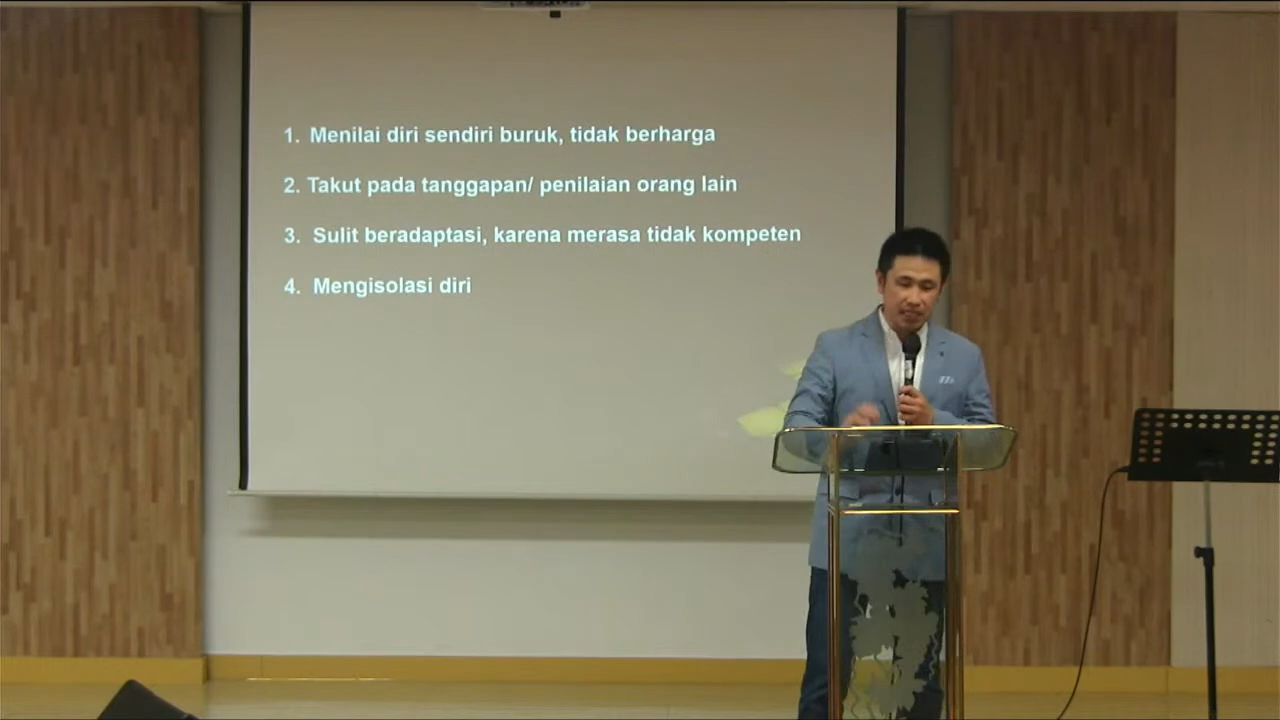 1. Menilai diri sendiri buruk, tidak berharga
2. Takut pada tanggapan/ penilaian orang lain
3. Sulit beradaptasi, karena merasa tidak kompeten
4. Mengisolasi diri